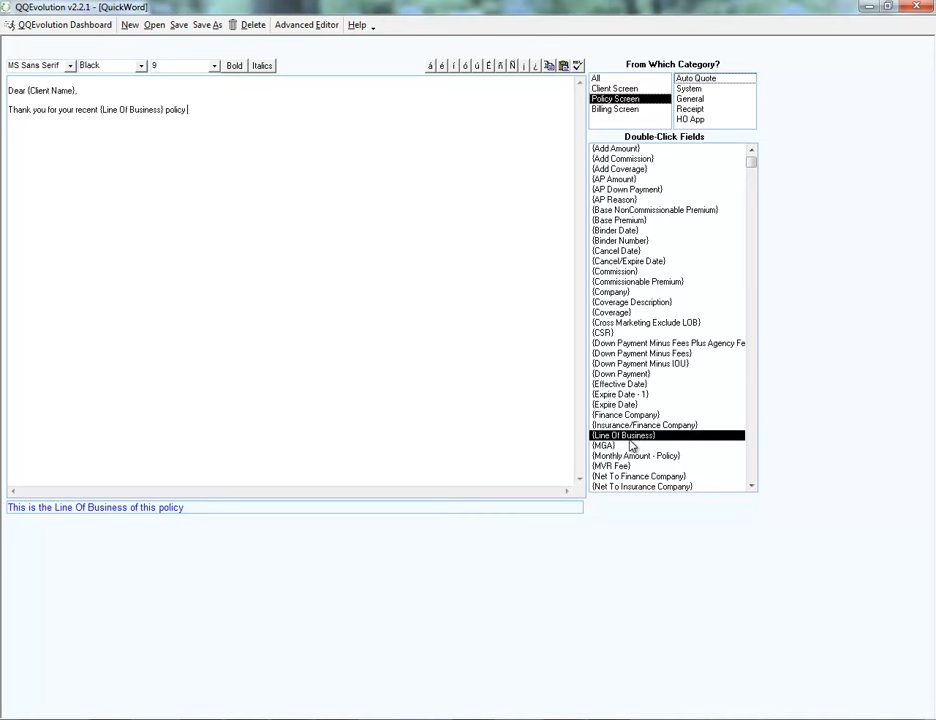 QQEvolution v2.2.1 - [QuickWord]
QQEvolution Dashboard New Open Save Save As Delete Advanced Editor Help
MS Sans Serif Black 9 Bold Italics á é í ó ú É ñ Ñ ¡ ¿
Dear {Client Name},
Thank you for your recent {Line Of Business} policy
This is the Line Of Business of this policy
From Which Category?
All
Client Screen
Policy Screen
Billing Screen
Auto Quote
System
General
Receipt
HO App
Double-Click Fields
{Add Amount}
{Add Commission}
{Add Coverage}
{AP Amount}
{AP Down Payment}
{AP Reason}
{Base NonCommissionable Premium}
{Base Premium}
{Binder Date}
{Binder Number}
{Cancel Date}
{Cancel/Expire Date}
{Commission}
{Commissionable Premium}
{Company}
{Coverage Description}
{Coverage}
{Cross Marketing Exclude LOB}
{CSR}
{Down Payment Minus Fees Plus Agency Fe
{Down Payment Minus Fees}
{Down Payment Minus IOU}
{Down Payment}
{Effective Date}
{Expire Date - 1}
{Expire Date}
{Finance Company}
{Insurance/Finance Company}
{Line Of Business}
{MGA}
{Monthly Amount - Policy}
{MVR Fee}
{Net To Finance Company}
{Net To Insurance Company}